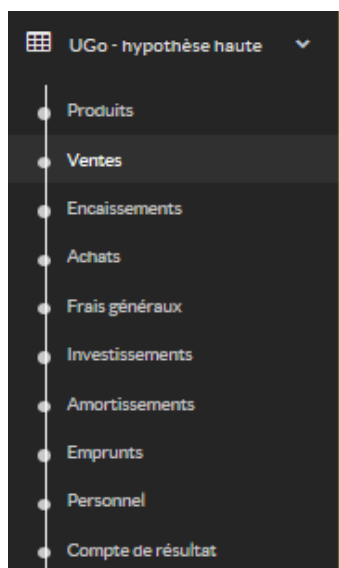 UGo - hypothèse haute
Produits
Ventes
Encaissements
Achats
Frais généraux
Investissements
Amortissements
Emprunts
Personnel
Compte de résultat